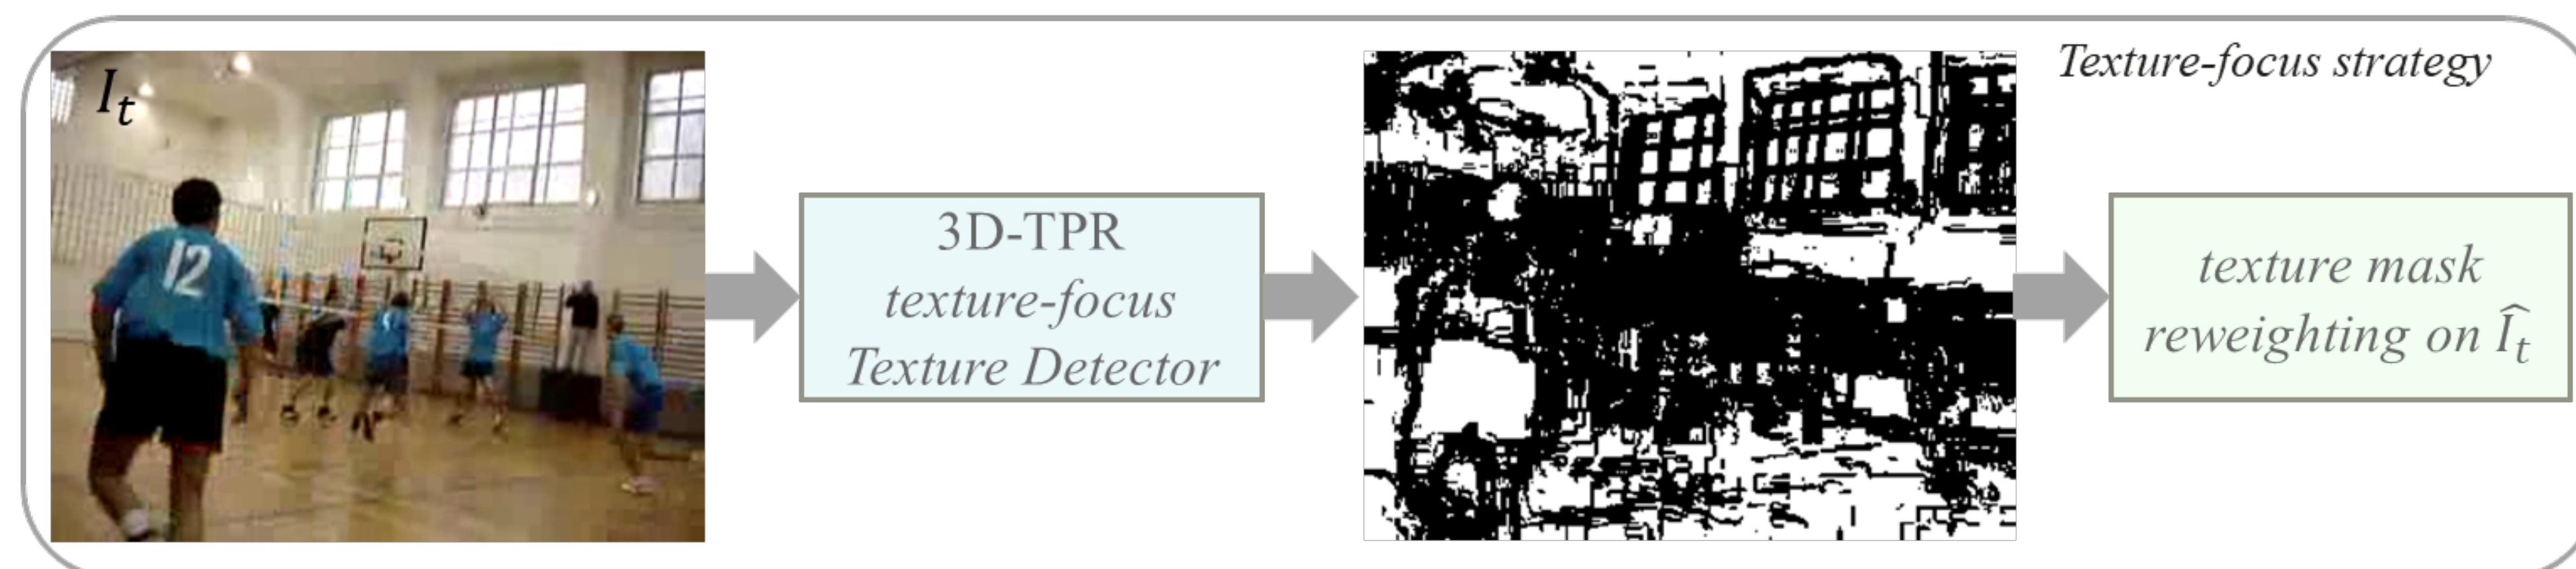 I_t
12
3D-TPR
texture-focus
Texture Detector
Texture-focus strategy
texture mask
reweighting on Î_t